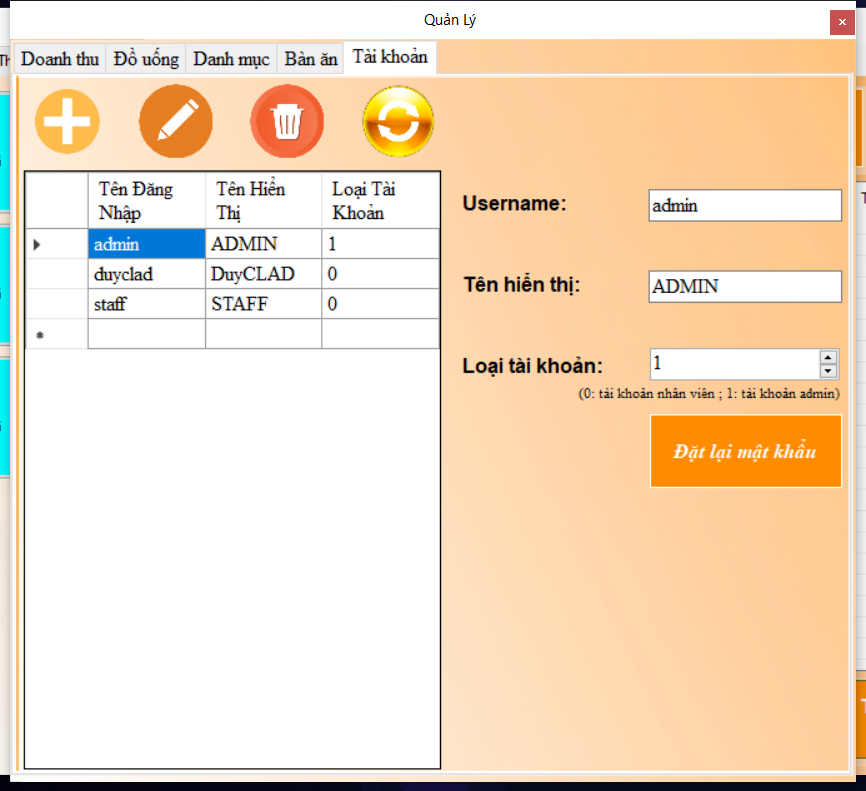 Quản Lý
Doanh thu
Đồ uống
Danh mục
Bàn ăn
Tài khoản
Tên Đăng Nhập
Tên Hiển Thị
Loại Tài Khoản
admin
ADMIN
1
duyclad
DuyCLAD
0
staff
STAFF
0
Username:
admin
Tên hiển thị:
ADMIN
Loại tài khoản:
1
(0: tài khoản nhân viên ; 1: tài khoản admin)
Đặt lại mật khẩu